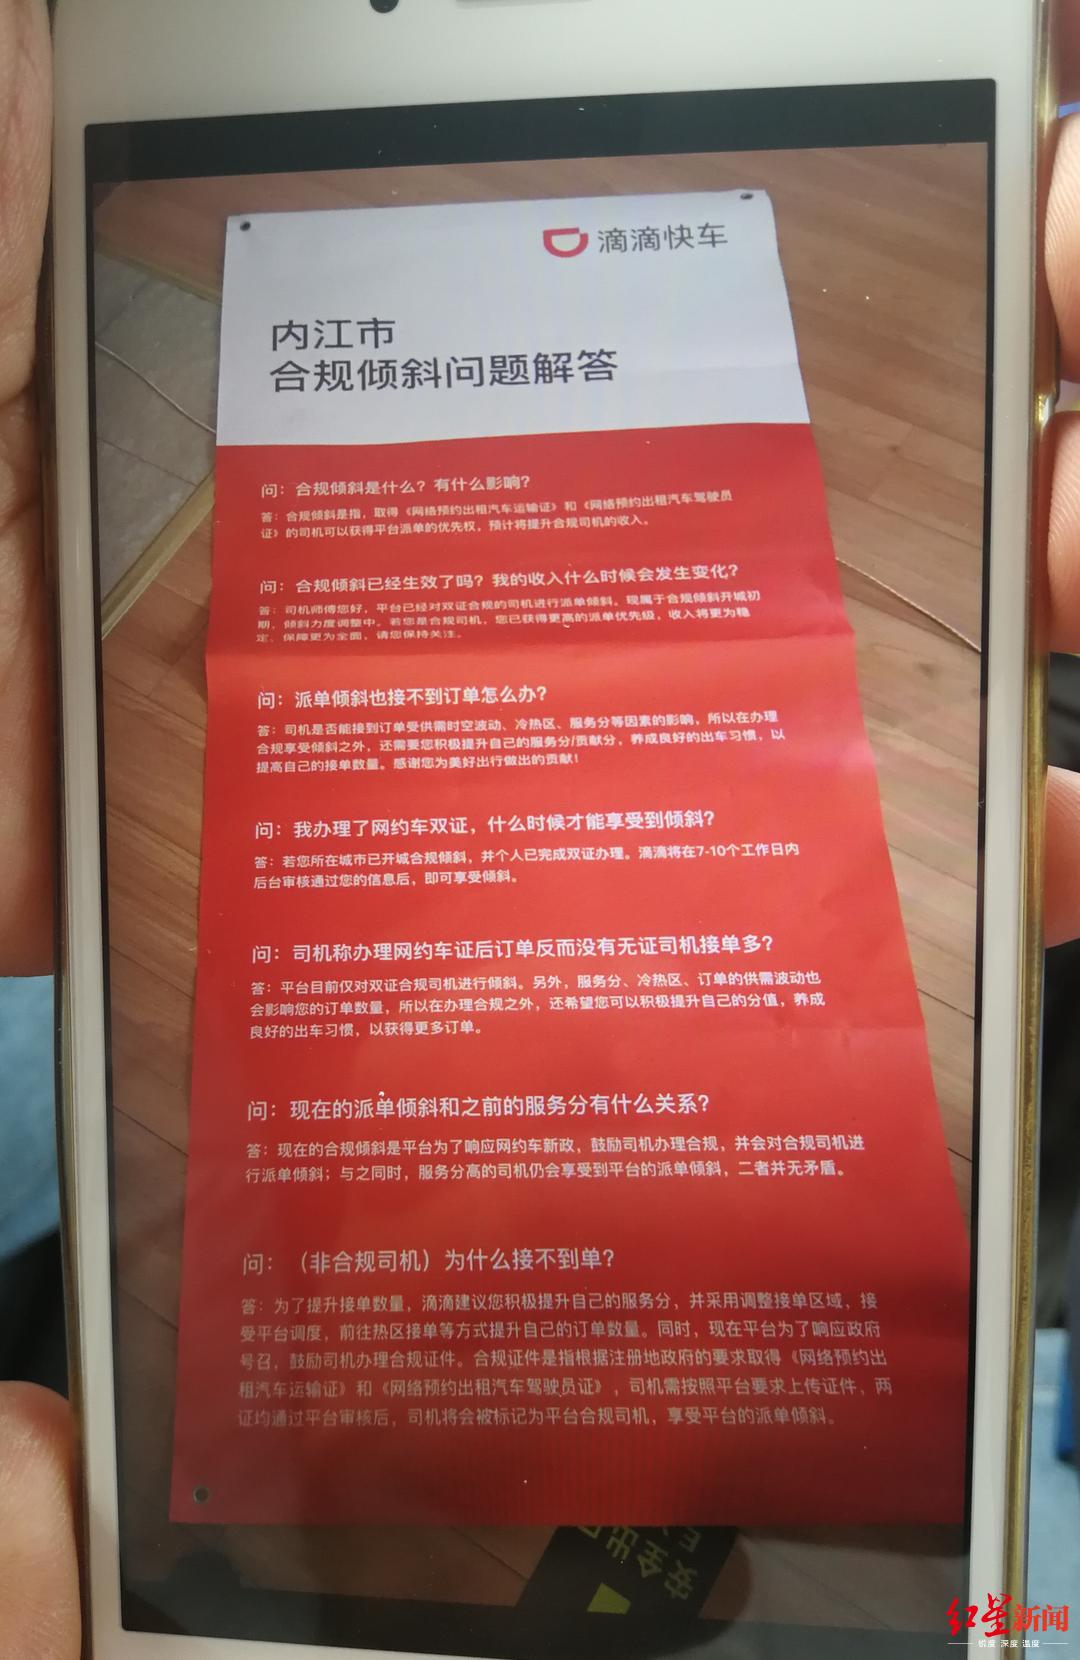 滴滴快车
内江市
合规倾斜问题解答
问：合规倾斜是什么？有什么影响？
答：合规倾斜是指，取得《网络预约出租汽车运输证》和《网络预约出租汽车驾驶员
证》的司机可以获得平台派单的优先权，预计将提升合规司机的收入。
问：合规倾斜已经生效了吗？我的收入什么时候会发生变化？
答：司机师傅您好，平台已经对双证合规的司机进行派单倾斜。现属于合规倾斜开城初
期，倾斜力度调整中。若您是合规司机，您已获得更高的派单优先级，收入将更为稳
定、保障更为全面，请您保持关注。
问：派单倾斜也接不到订单怎么办？
答：司机是否能接到订单受供需时空波动、冷热区、服务分等因素的影响，所以在办理
合规享受倾斜之外，还需要您积极提升自己的服务分/贡献分，养成良好的出车习惯，以
提高自己的接单数量。感谢您为美好出行做出的贡献！
问：我办理了网约车双证，什么时候才能享受到倾斜？
答：若您所在城市已开城合规倾斜，并个人已完成双证办理。滴滴将在7-10个工作日内
后台审核通过您的信息后，即可享受倾斜。
问：司机称办理网约车证后订单反而没有无证司机接单多？
答：平台目前仅对双证合规司机进行倾斜。另外，服务分、冷热区、订单的供需波动也
会影响您的订单数量，所以在办理合规之外，还希望您可以积极提升自己的分值，养成
良好的出车习惯，以获得更多订单。
问：现在的派单倾斜和之前的服务分有什么关系？
答：现在的合规倾斜是平台为了响应网约车新政，鼓励司机办理合规，并会对合规司机进
行派单倾斜；与之同时，服务分高的司机仍会享受到平台的派单倾斜，二者并无矛盾。
问：（非合规司机）为什么接不到单？
答：为了提升接单数量，滴滴建议您积极提升自己的服务分，并采用调整接单区域，接
受平台调度，前往热区接单等方式提升自己的订单数量。同时，现在平台为了响应政府
号召，鼓励司机办理合规证件。合规证件是指根据注册地政府的要求取得《网络预约出
租汽车运输证》和《网络预约出租汽车驾驶员证》，司机需按照平台要求上传证件，两
证均通过平台审核后，司机将会被标记为平台合规司机，享受平台的派单倾斜。
安全出
红星新闻
锐度 深度 温度